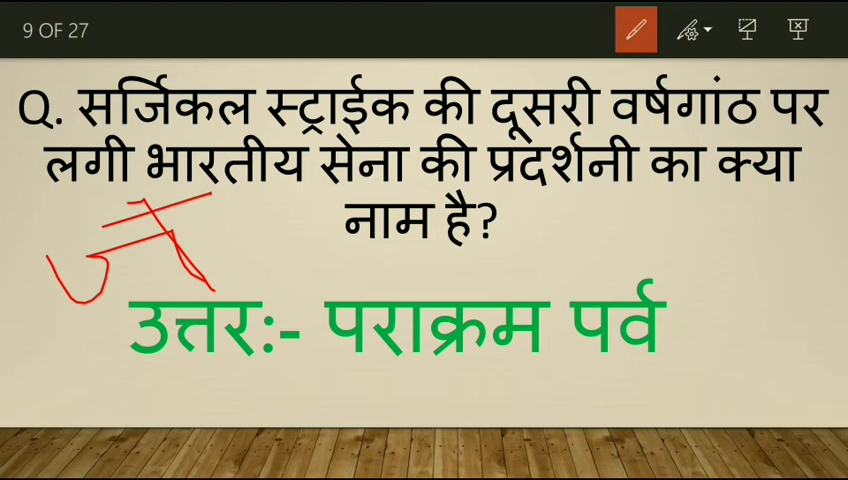 9 OF 27
Q. सर्जिकल स्ट्राईक की दूसरी वर्षगांठ पर
लगी भारतीय सेना की प्रदर्शनी का क्या
नाम है?
उत्तर:- पराक्रम पर्व